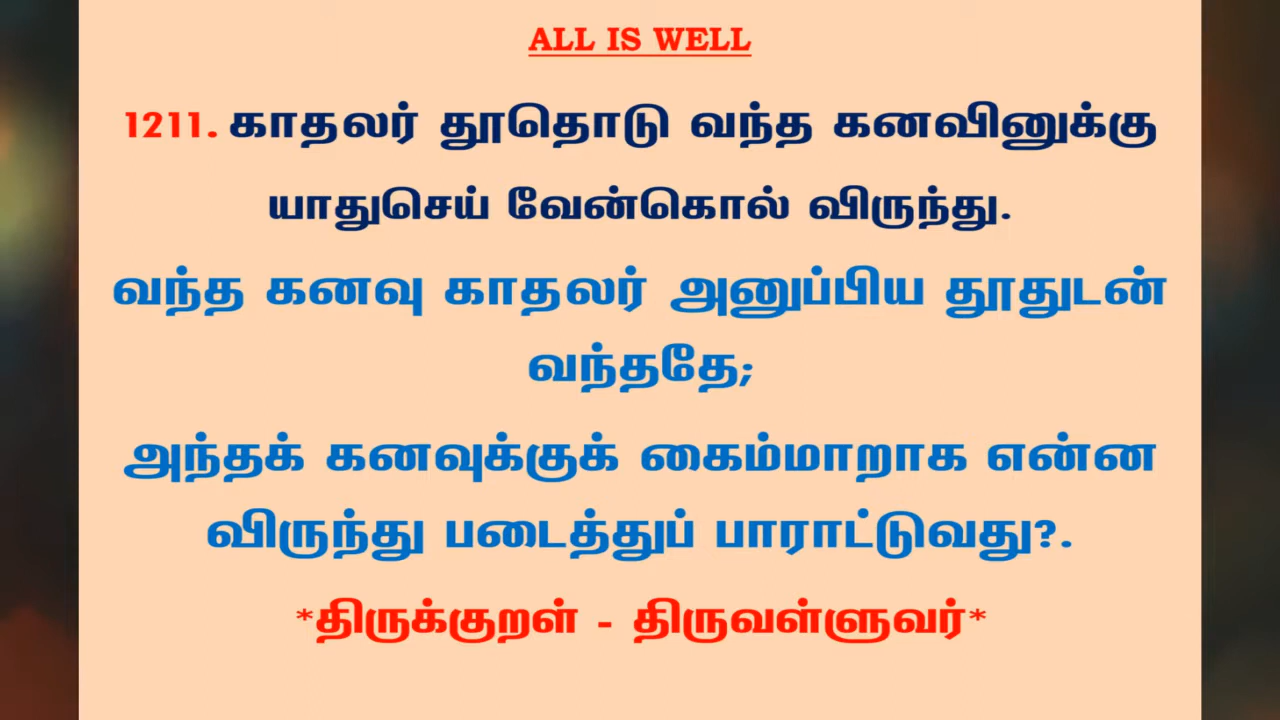 ALL IS WELL
1211. காதலர் தூதொடு வந்த கனவினுக்கு
யாதுசெய் வேன்கொல் விருந்து.
வந்த கனவு காதலர் அனுப்பிய தூதுடன்
வந்ததே;
அந்தக் கனவுக்குக் கைம்மாறாக என்ன
விருந்து படைத்துப் பாராட்டுவது?.
*திருக்குறள் - திருவள்ளுவர்*